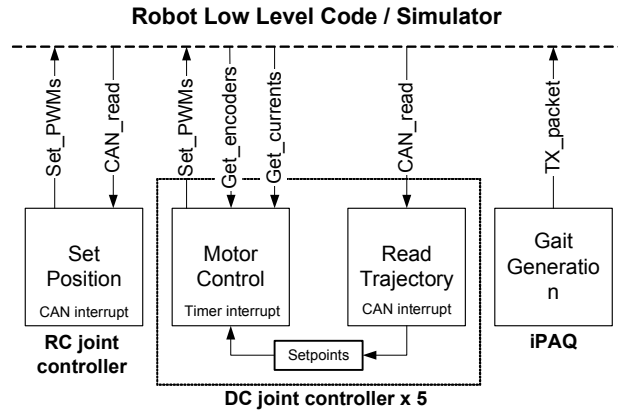 Robot Low Level Code / Simulator
Set_PWMs
CAN_read
Set_PWMs
Get_encoders
Get_currents
CAN_read
TX_packet
Set
Position
CAN interrupt
RC joint
controller
Motor
Control
Timer interrupt
Read
Trajectory
CAN interrupt
Setpoints
DC joint controller x 5
Gait
Generatio
n
iPAQ